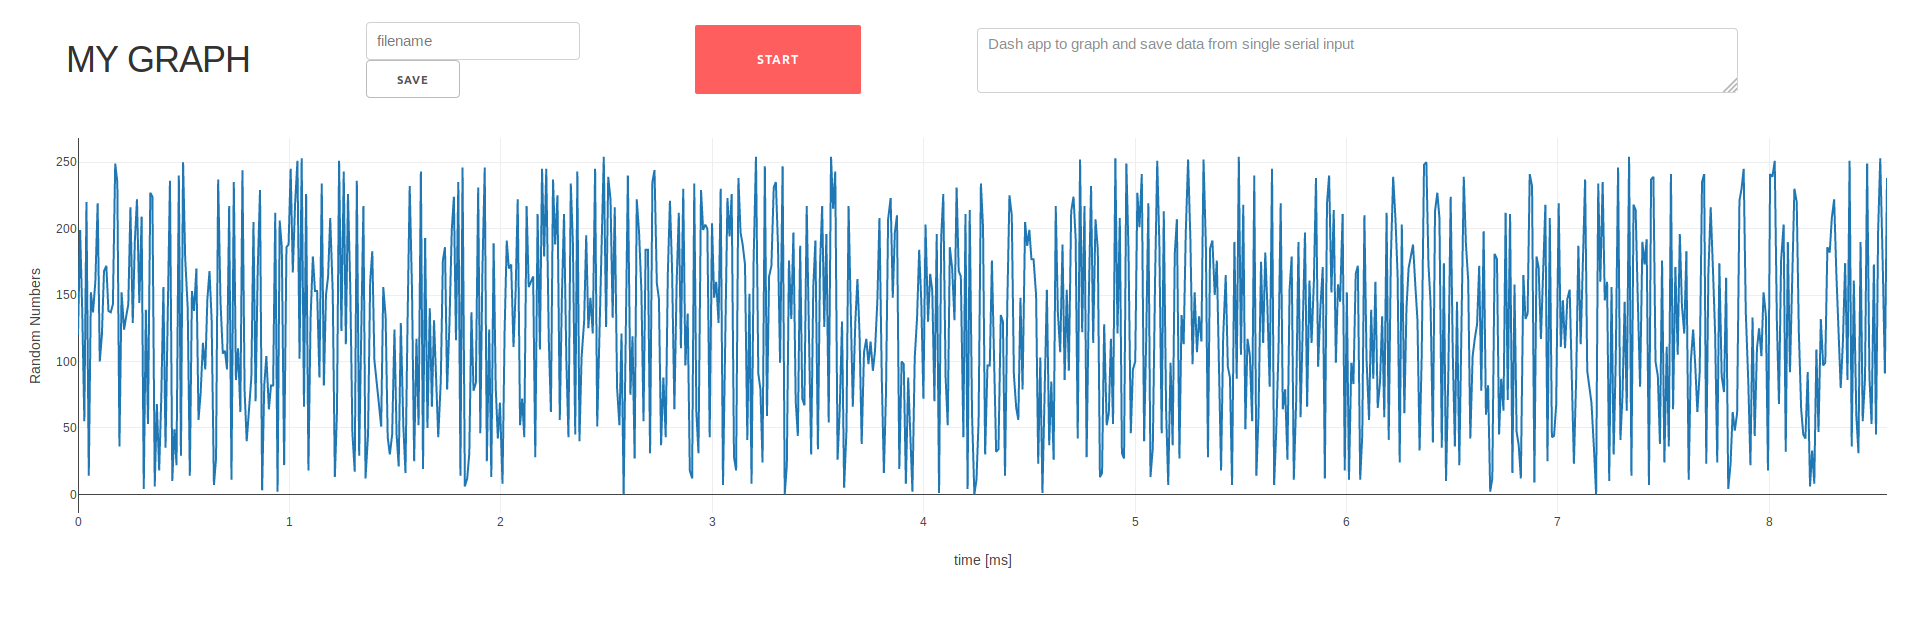 MY GRAPH
filename
SAVE
START
Dash app to graph and save data from single serial input
Random Numbers
250
200
150
100
50
0
0 1 2 3 4 5 6 7 8
time [ms]